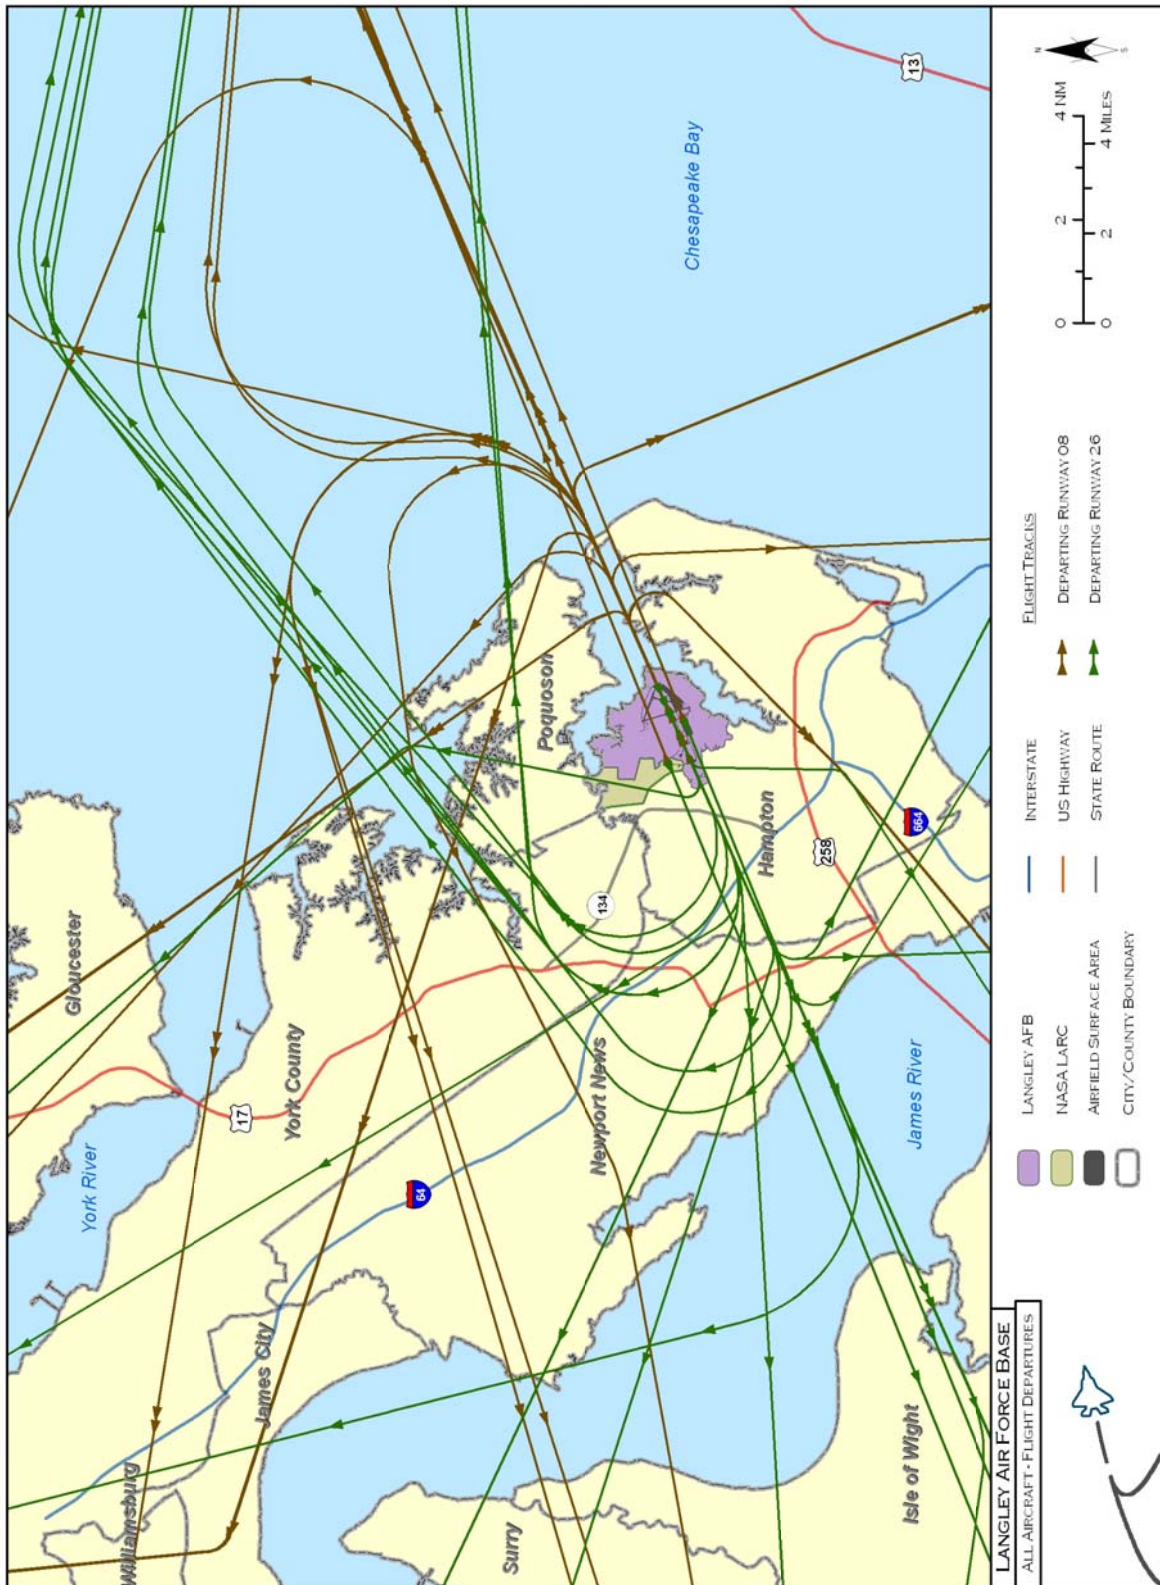 Williamsburg
James City
Surry
Isle of Wight
York River
York County
Gloucester
Newport News
James River
Poquoson
Hampton
Chesapeake Bay
17
64
134
258
664
13
LANGLEY AIR FORCE BASE
ALL AIRCRAFT - FLIGHT DEPARTURES
LANGLEY AFB
NASA LARC
AIRFIELD SURFACE AREA
CITY/COUNTY BOUNDARY
INTERSTATE
US HIGHWAY
STATE ROUTE
FLIGHT TRACKS
DEPARTING RUNWAY 08
DEPARTING RUNWAY 26
0 2 4 NM
0 2 4 MILES
N
S